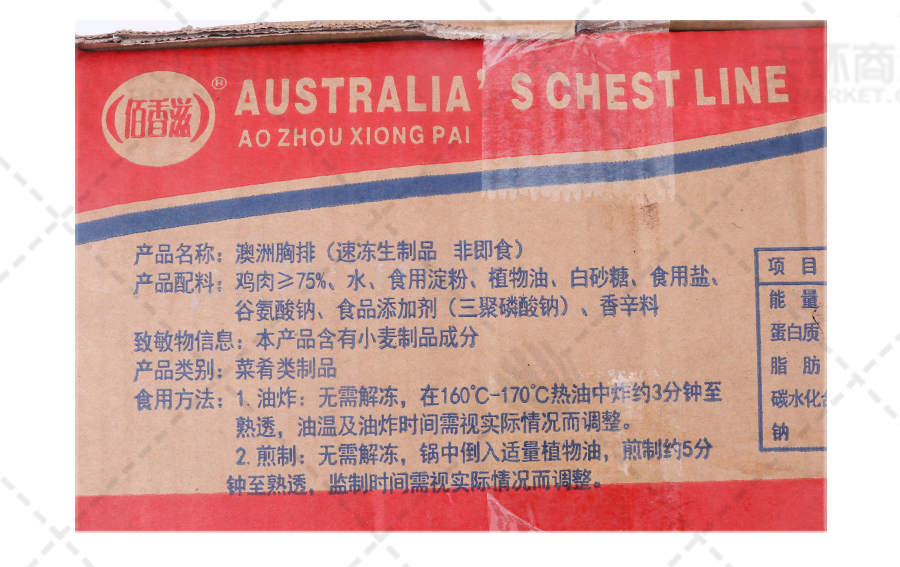 佰香滋
®
AUSTRALIA'S CHEST LINE
AO ZHOU XIONG PAI
产品名称：澳洲胸排（速冻生制品 非即食）
产品配料：鸡肉≥75%、水、食用淀粉、植物油、白砂糖、食用盐、
谷氨酸钠、食品添加剂（三聚磷酸钠）、香辛料
致敏物信息：本产品含有小麦制品成分
产品类别：菜肴类制品
食用方法：1.油炸：无需解冻，在160℃-170℃热油中炸约3分钟至
熟透，油温及油炸时间需视实际情况而调整。
2.煎制：无需解冻，锅中倒入适量植物油，煎制约5分
钟至熟透，监制时间需视实际情况而调整。
项 目
能 量
蛋白质
脂 肪
碳水化合
钠
环商
RKET.C